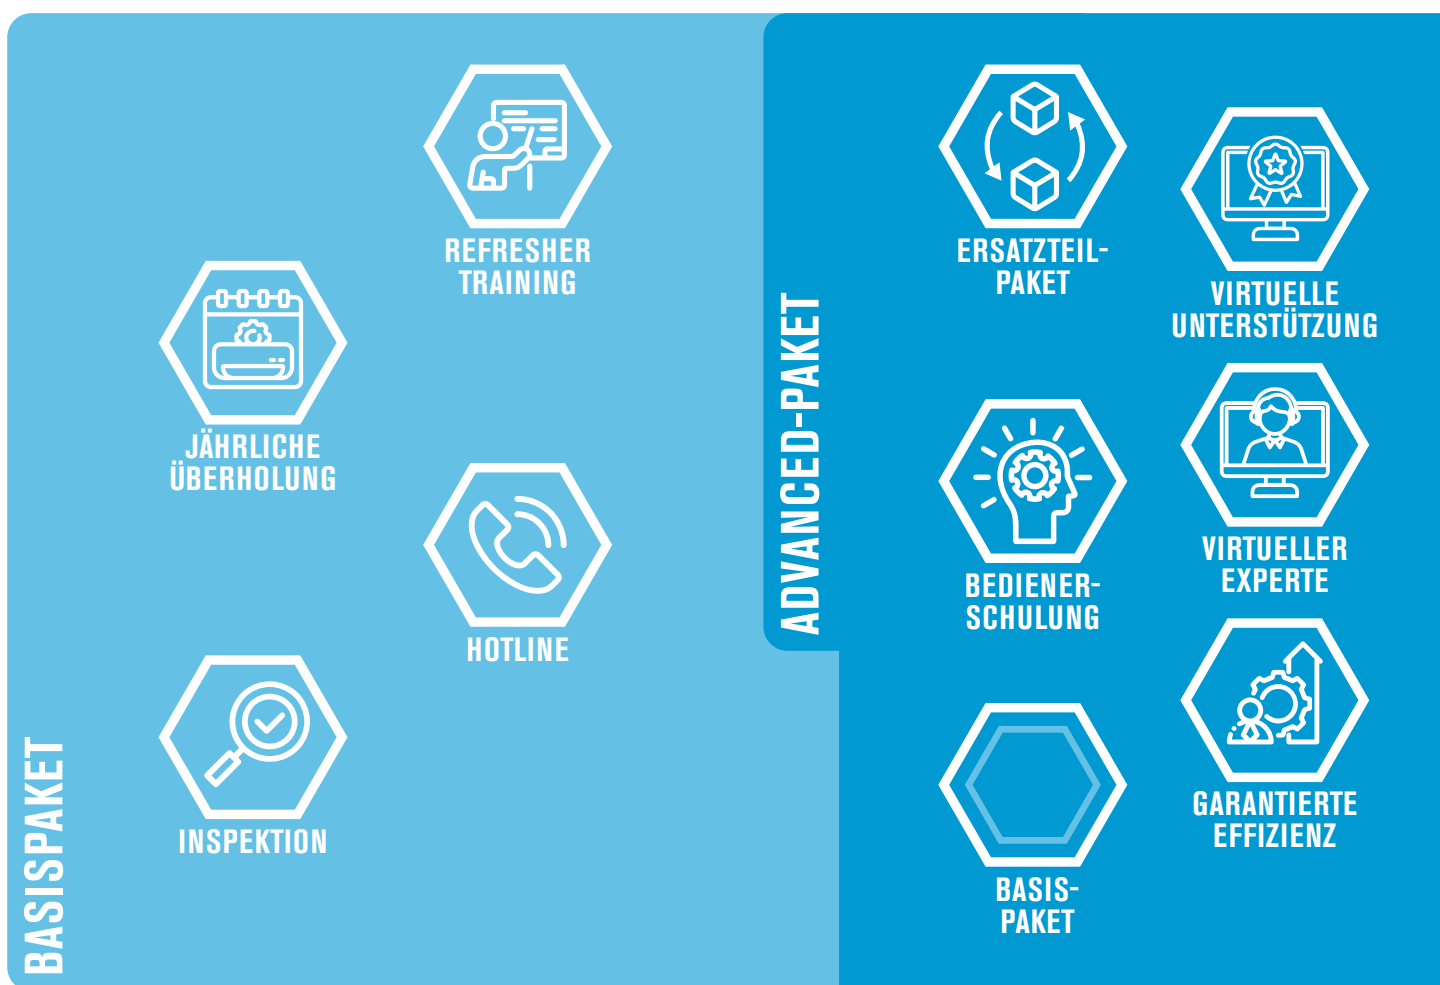 REFRESHER
TRAINING
JÄHRLICHE
ÜBERHOLUNG
HOTLINE
INSPEKTION
BASISPAKET
ADVANCED-PAKET
ERSATZTEIL-
PAKET
VIRTUELLE
UNTERSTÜTZUNG
BEDIENER-
SCHULUNG
VIRTUELLER
EXPERTE
BASIS-
PAKET
GARANTIERTE
EFFIZIENZ